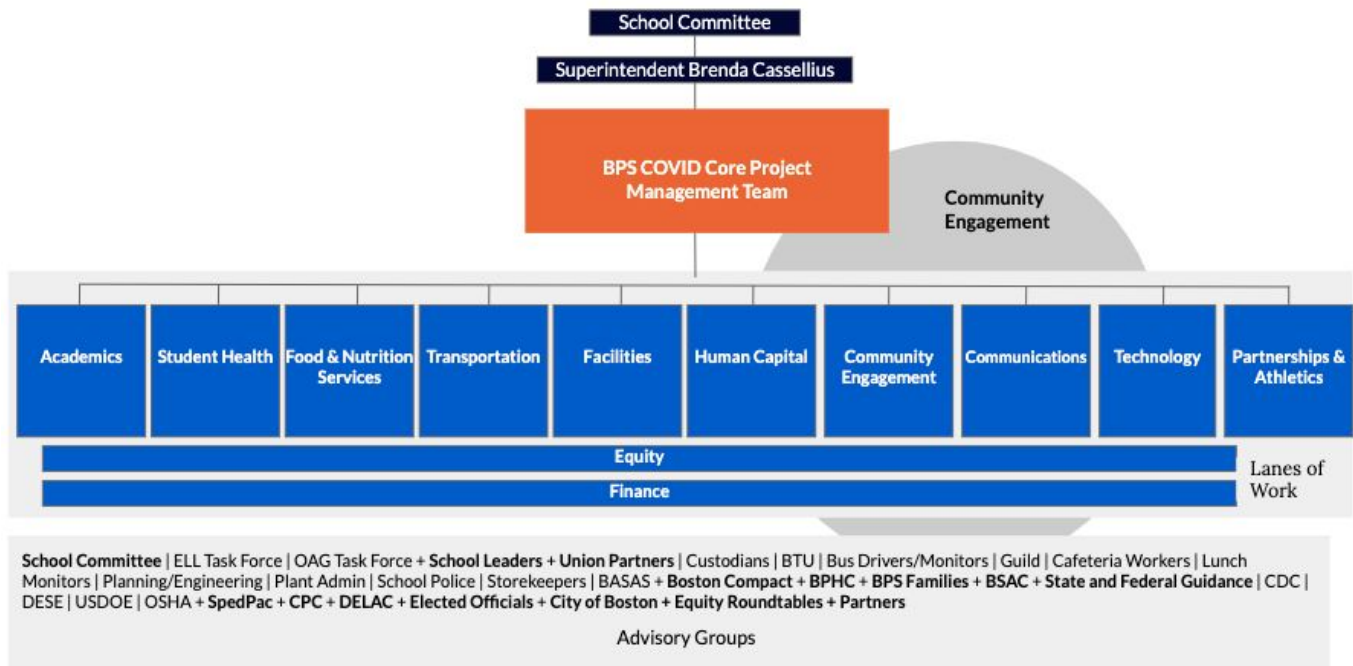 School Committee
Superintendent Brenda Cassellius
BPS COVID Core Project
Management Team
Community
Engagement
Academics
Student Health
Food & Nutrition
Services
Transportation
Facilities
Human Capital
Community
Engagement
Communications
Technology
Partnerships &
Athletics
Equity
Finance
Lanes of
Work
School Committee | ELL Task Force | OAG Task Force + School Leaders + Union Partners | Custodians | BTU | Bus Drivers/Monitors | Guild | Cafeteria Workers | Lunch
Monitors | Planning/Engineering | Plant Admin | School Police | Storekeepers | BASAS + Boston Compact + BPHC + BPS Families + BSAC + State and Federal Guidance | CDC |
DESE | USDOE | OSHA + SpedPac + CPC + DELAC + Elected Officials + City of Boston + Equity Roundtables + Partners
Advisory Groups